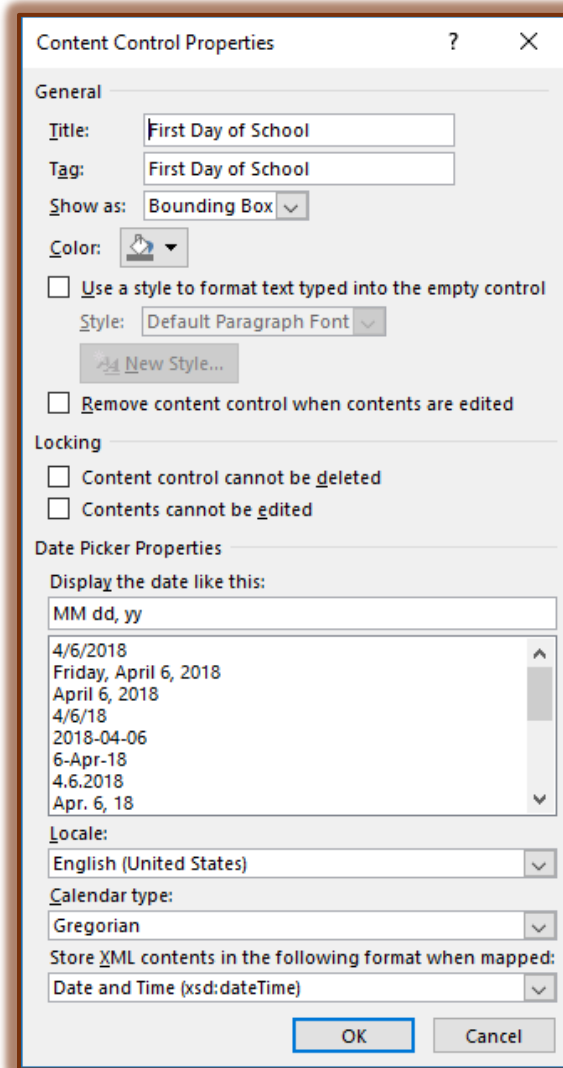 Content Control Properties ? ×
General
Title: First Day of School
Tag: First Day of School
Show as: Bounding Box
Color:
Use a style to format text typed into the empty control
Style: Default Paragraph Font
New Style...
Remove content control when contents are edited
Locking
Content control cannot be deleted
Contents cannot be edited
Date Picker Properties
Display the date like this:
MM dd, yy
4/6/2018
Friday, April 6, 2018
April 6, 2018
4/6/18
2018-04-06
6-Apr-18
4.6.2018
Apr. 6, 18
Locale:
English (United States)
Calendar type:
Gregorian
Store XML contents in the following format when mapped:
Date and Time (xsd:dateTime)
OK Cancel